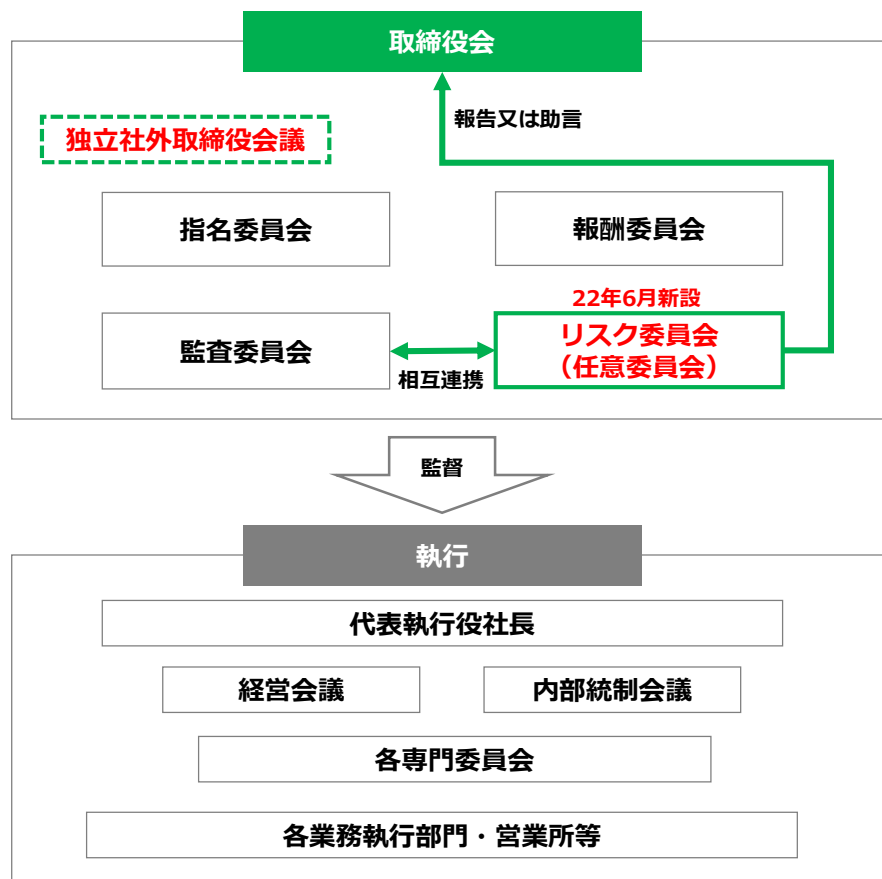 取締役会
報告又は助言
独立社外取締役会議
指名委員会
報酬委員会
22年6月新設
監査委員会
リスク委員会
（任意委員会）
相互連携
監督
執行
代表執行役社長
経営会議
内部統制会議
各専門委員会
各業務執行部門・営業所等